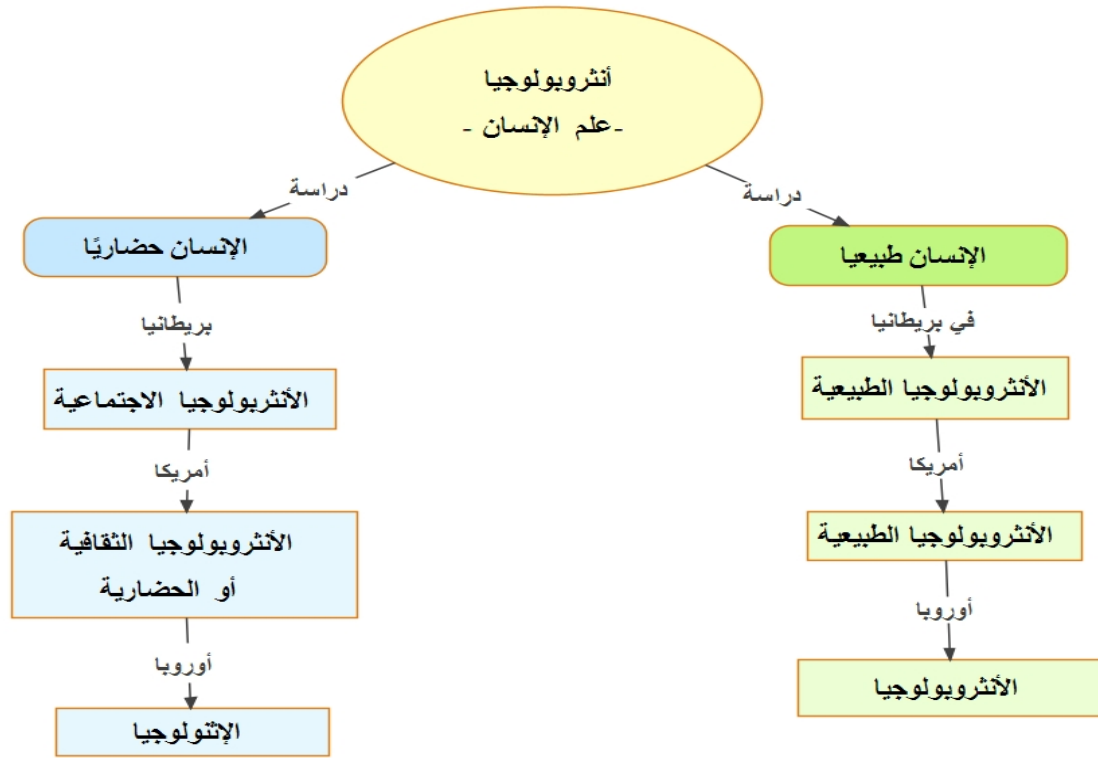 أنثروبولوجيا
-علم الإنسان -
دراسة
دراسة
الإنسان طبيعيا
الإنسان حضاريًا
في بريطانيا
بريطانيا
الأنثروبولوجيا الطبيعية
الأنثربولوجيا الاجتماعية
أمريكا
أمريكا
الأنثروبولوجيا الطبيعية
الأنثروبولوجيا الثقافية
أو الحضارية
أوروبا
أوروبا
الأنثروبولوجيا
الإثنولوجيا